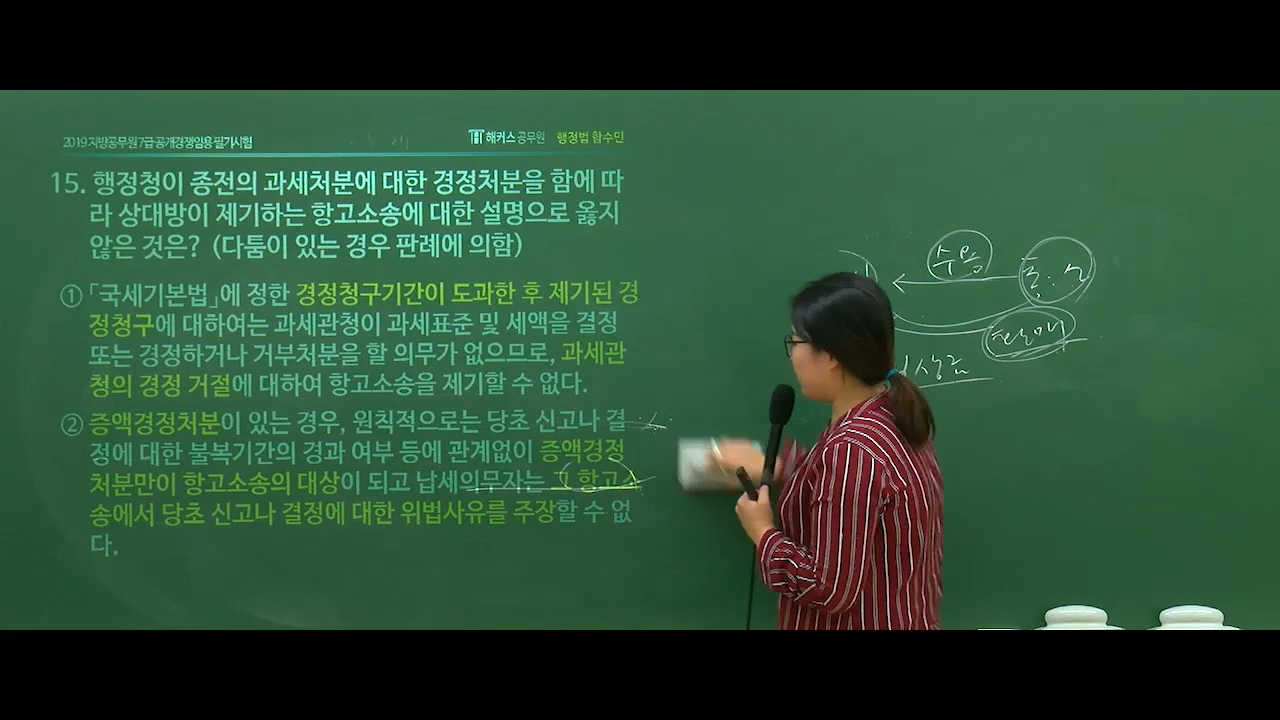 2019 지방공무원 7급 공개경쟁임용 필기시험
해커스 공무원 행정법 함수민
15. 행정청이 종전의 과세처분에 대한 경정처분을 함에 따
라 상대방이 제기하는 항고소송에 대한 설명으로 옳지
않은 것은? (다툼이 있는 경우 판례에 의함)
① 「국세기본법」에 정한 경정청구기간이 도과한 후 제기된 경
정청구에 대하여는 과세관청이 과세표준 및 세액을 결정
또는 경정하거나 거부처분을 할 의무가 없으므로, 과세관
청의 경정 거절에 대하여 항고소송을 제기할 수 없다.
② 증액경정처분이 있는 경우, 원칙적으로는 당초 신고나 결
정에 대한 불복기간의 경과 여부 등에 관계없이 증액경정
처분만이 항고소송의 대상이 되고 납세의무자는 그 항고소
송에서 당초 신고나 결정에 대한 위법사유를 주장할 수 없
다.
수용